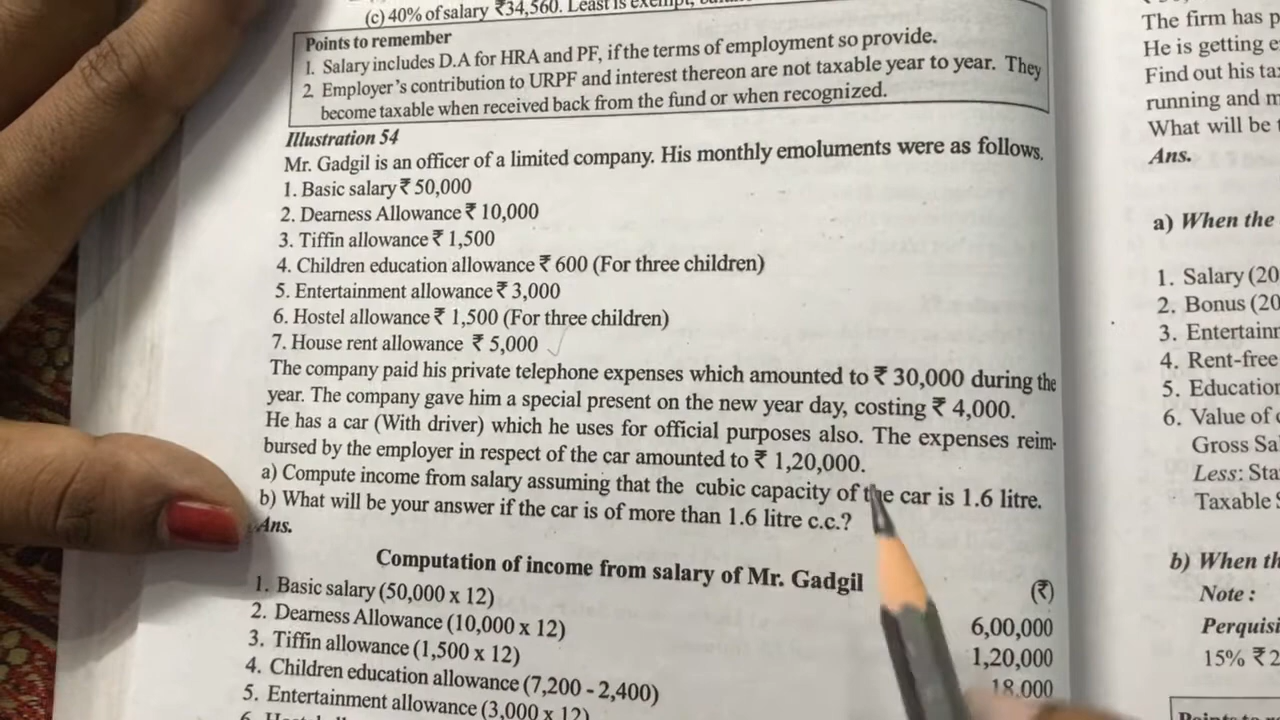 (c) 40% of salary ₹34,560. Least is exempt,
Points to remember
1. Salary includes D.A for HRA and PF, if the terms of employment so provide.
2. Employer's contribution to URPF and interest thereon are not taxable year to year. They
become taxable when received back from the fund or when recognized.
Illustration 54
Mr. Gadgil is an officer of a limited company. His monthly emoluments were as follows.
1. Basic salary ₹ 50,000
2. Dearness Allowance ₹ 10,000
3. Tiffin allowance ₹ 1,500
4. Children education allowance ₹ 600 (For three children)
5. Entertainment allowance ₹ 3,000
6. Hostel allowance ₹ 1,500 (For three children)
7. House rent allowance ₹ 5,000
The company paid his private telephone expenses which amounted to ₹ 30,000 during the
year. The company gave him a special present on the new year day, costing ₹ 4,000.
He has a car (With driver) which he uses for official purposes also. The expenses reim-
bursed by the employer in respect of the car amounted to ₹ 1,20,000.
a) Compute income from salary assuming that the cubic capacity of the car is 1.6 litre.
b) What will be your answer if the car is of more than 1.6 litre c.c.?
Ans.
Computation of income from salary of Mr. Gadgil
(₹)
1. Basic salary (50,000 x 12) 6,00,000
2. Dearness Allowance (10,000 x 12) 1,20,000
3. Tiffin allowance (1,500 x 12) 18,000
4. Children education allowance (7,200 - 2,400)
5. Entertainment allowance (3,000 x 12)
The firm has
He is getting
Find out his
running and
What will be
Ans.
a) When the
1. Salary (20
2. Bonus (20
3.
4. Rent-free
5.
6. Value of
Gross
Less:
Taxable
b) When
Note :
15% ₹2